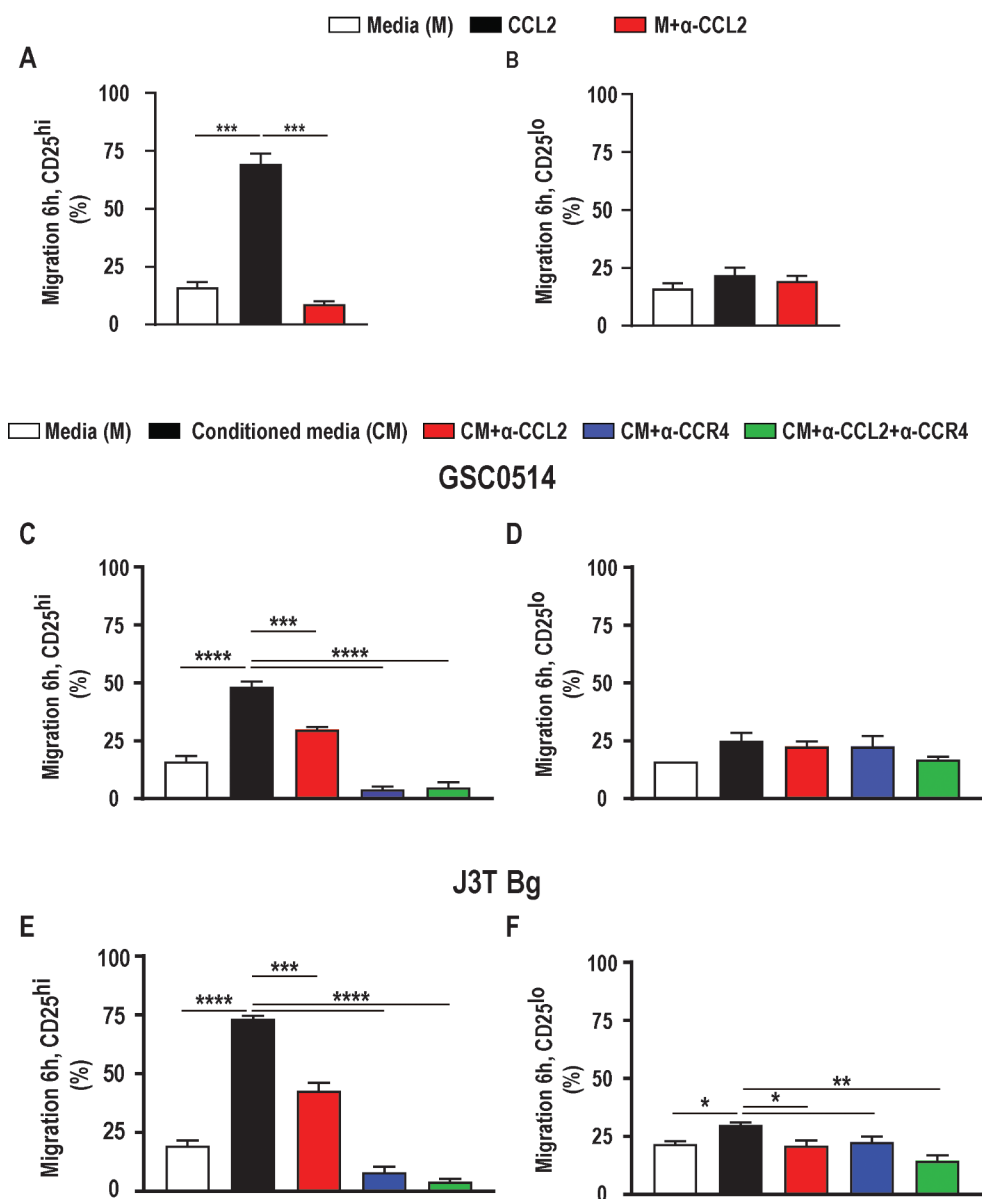 Media (M) CCL2 M+α-CCL2
A
Migration 6h, CD25hi
(%)
100
75
50
25
0
*** ***
B
Migration 6h, CD25lo
(%)
100
75
50
25
0
Media (M) Conditioned media (CM) CM+α-CCL2 CM+α-CCR4 CM+α-CCL2+α-CCR4
GSC0514
C
Migration 6h, CD25hi
(%)
100
75
50
25
0
***
**** ****
D
Migration 6h, CD25lo
(%)
100
75
50
25
0
J3T Bg
E
Migration 6h, CD25hi
(%)
100
75
50
25
0
***
**** ****
F
Migration 6h, CD25lo
(%)
100
75
50
25
0
**
* *